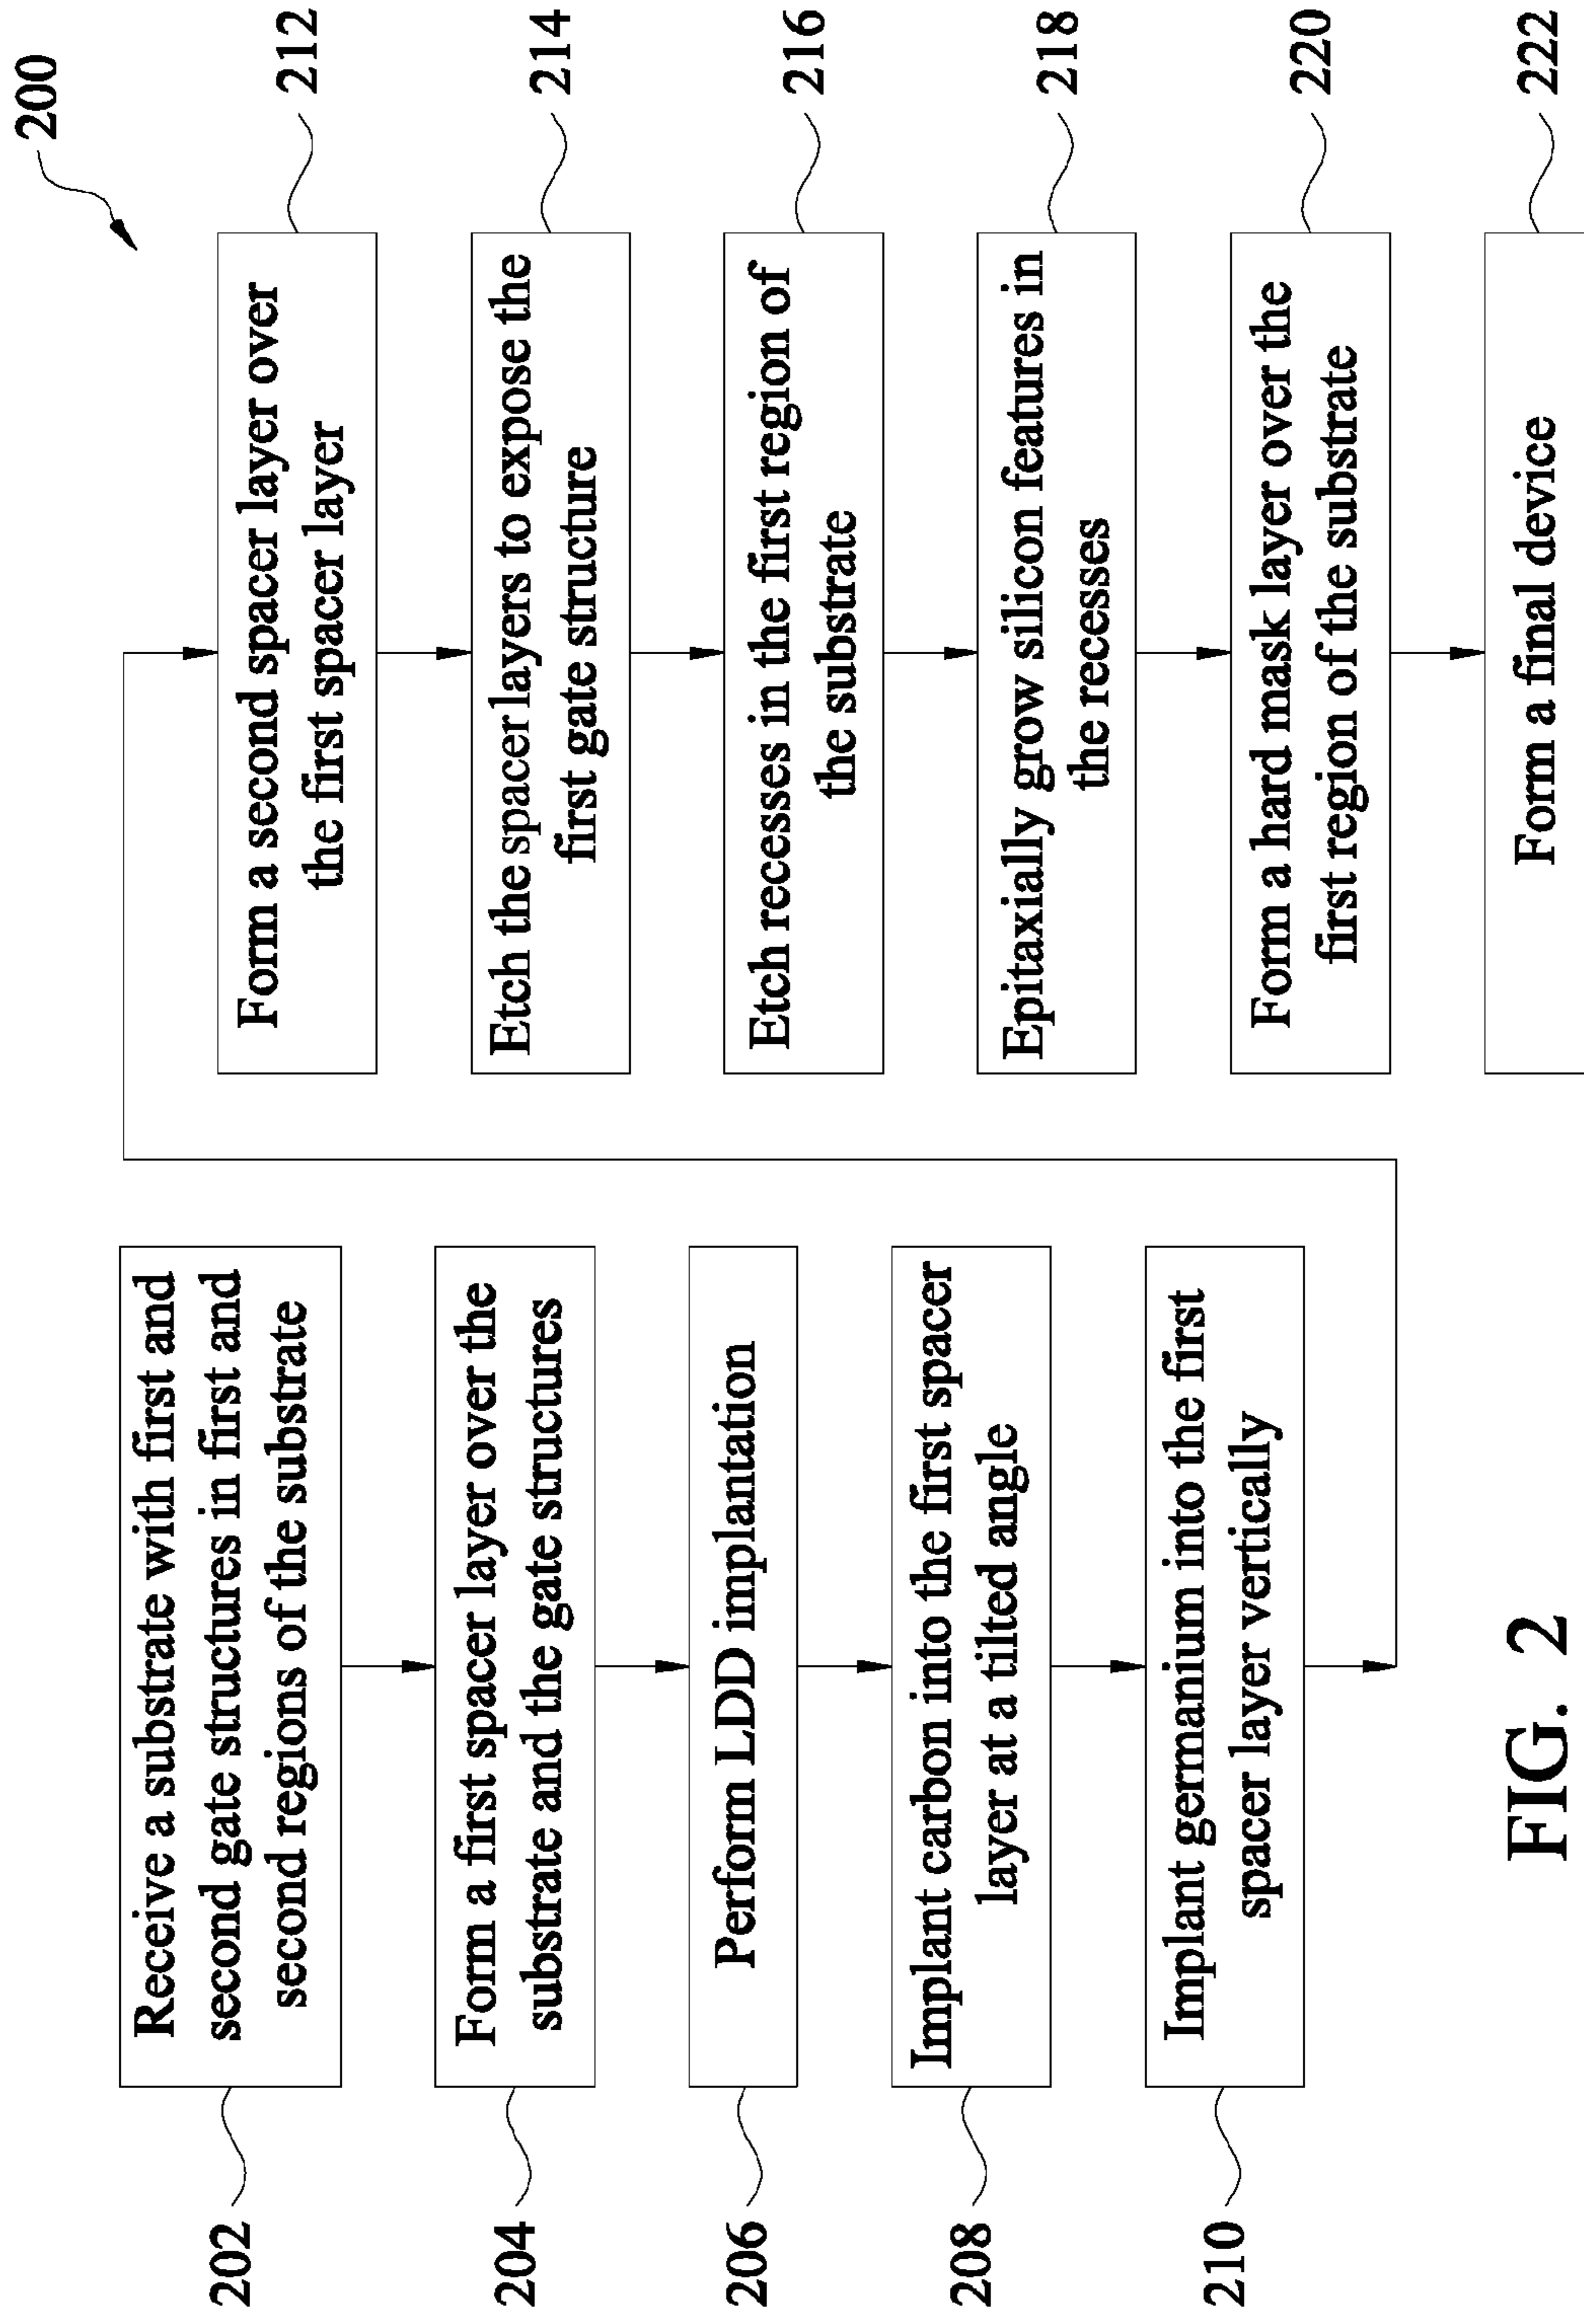 200
202
Receive a substrate with first and
second gate structures in first and
second regions of the substrate
204
Form a first spacer layer over the
substrate and the gate structures
206
Perform LDD implantation
208
Implant carbon into the first spacer
layer at a tilted angle
210
Implant germanium into the first
spacer layer vertically
Form a second spacer layer over
the first spacer layer
212
Etch the spacer layers to expose the
first gate structure
214
Etch recesses in the first region of
the substrate
216
Epitaxially grow silicon features in
the recesses
218
Form a hard mask layer over the
first region of the substrate
220
Form a final device
222
FIG. 2